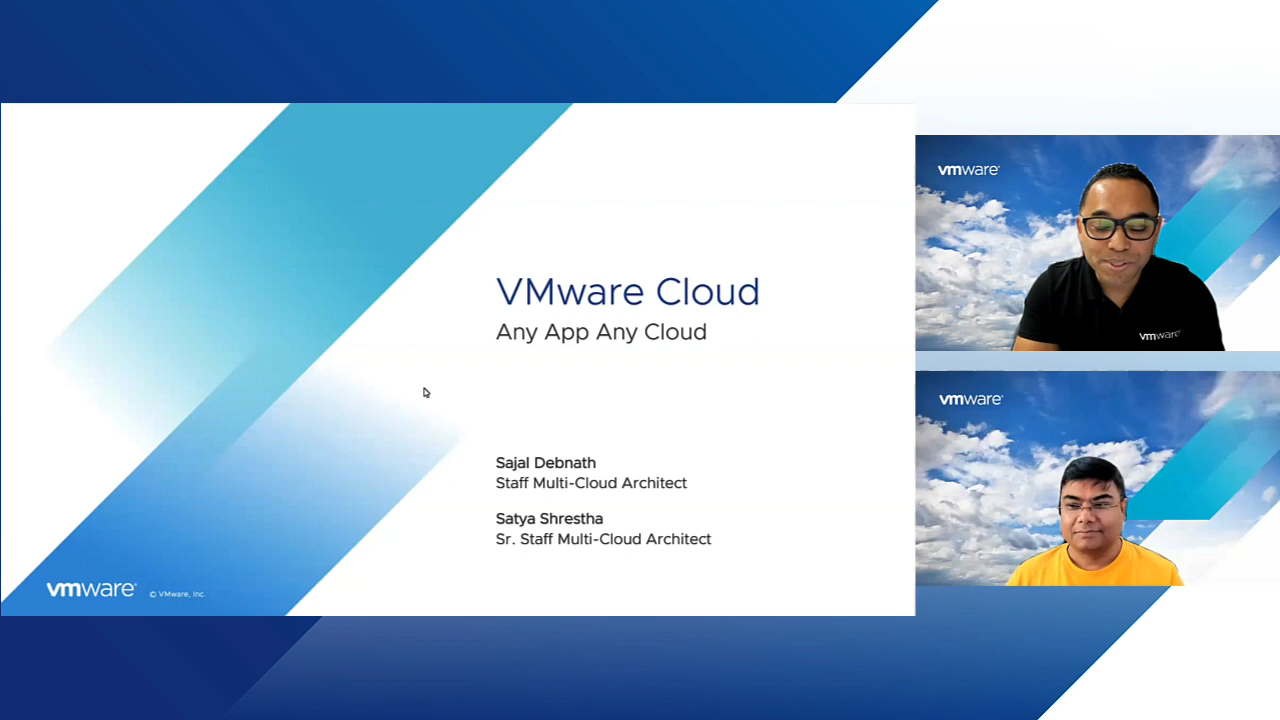 VMware Cloud
Any App Any Cloud
Sajal Debnath
Staff Multi-Cloud Architect
Satya Shrestha
Sr. Staff Multi-Cloud Architect
vmware®
© VMware, Inc.
vmware®
vmware®
vmware®